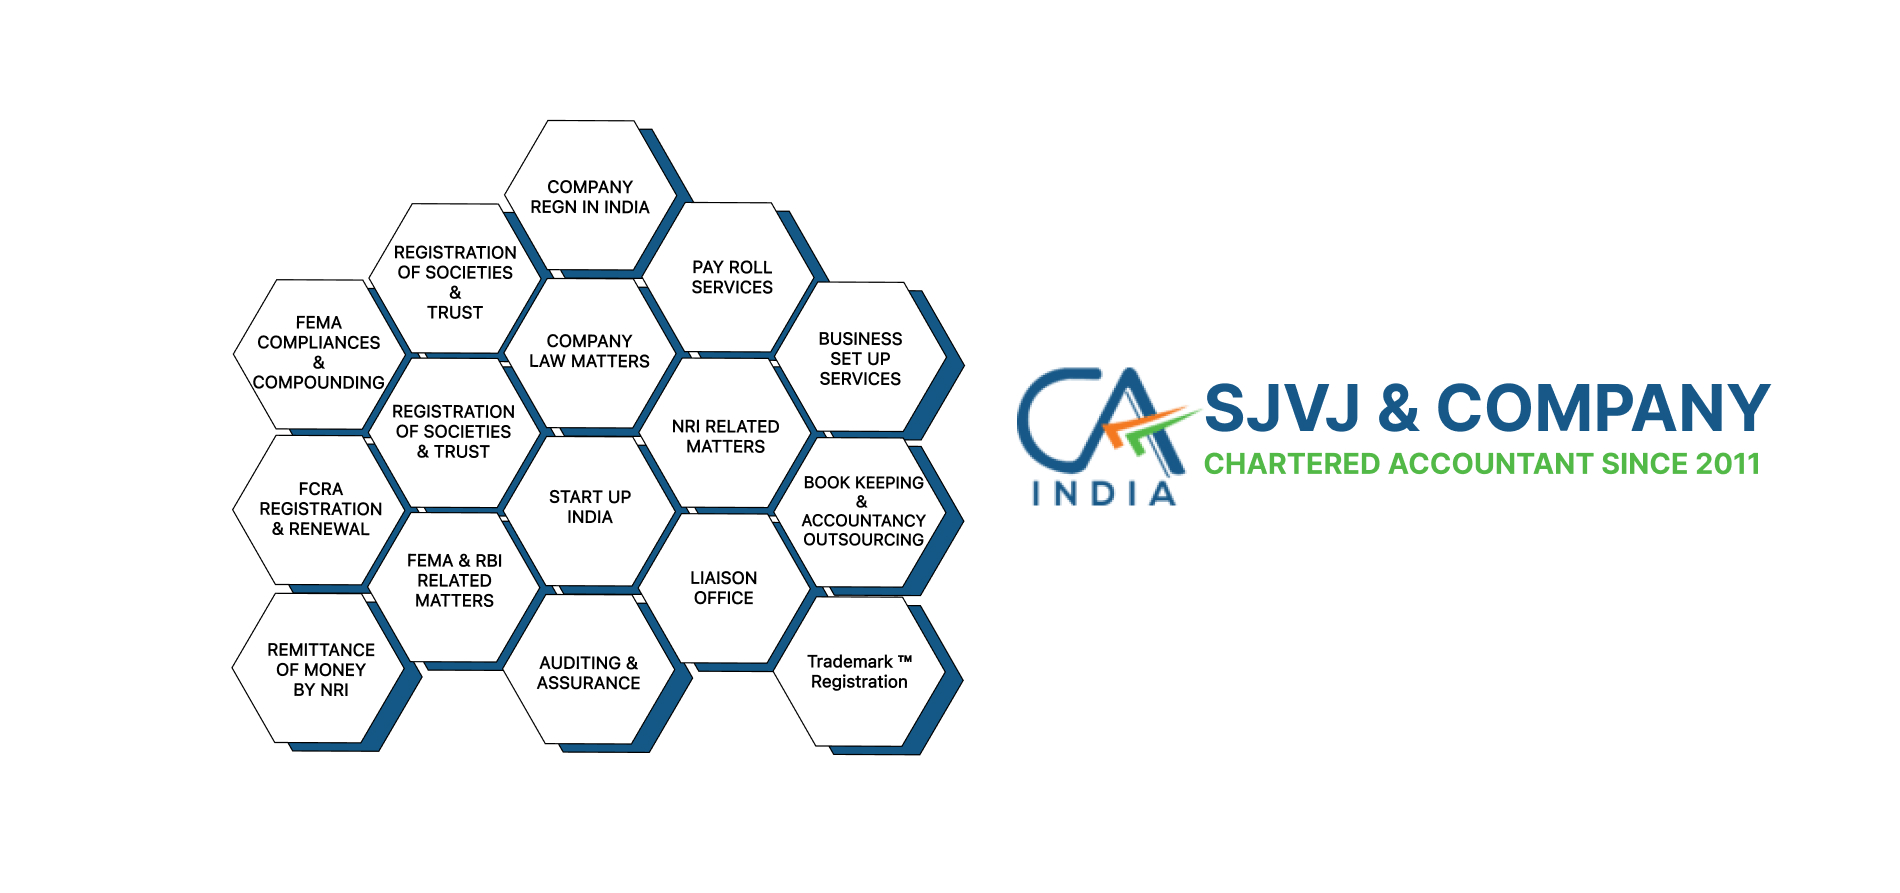 COMPANY
REGN IN INDIA
REGISTRATION
OF SOCIETIES
&
TRUST
PAY ROLL
SERVICES
FEMA
COMPLIANCES
&
COMPOUNDING
COMPANY
LAW MATTERS
BUSINESS
SET UP
SERVICES
REGISTRATION
OF SOCIETIES
& TRUST
NRI RELATED
MATTERS
FCRA
REGISTRATION
& RENEWAL
START UP
INDIA
BOOK KEEPING
&
ACCOUNTANCY
OUTSOURCING
FEMA & RBI
RELATED
MATTERS
LIAISON
OFFICE
REMITTANCE
OF MONEY
BY NRI
AUDITING &
ASSURANCE
Trademark ™
Registration
CA
INDIA
SJVJ & COMPANY
CHARTERED ACCOUNTANT SINCE 2011